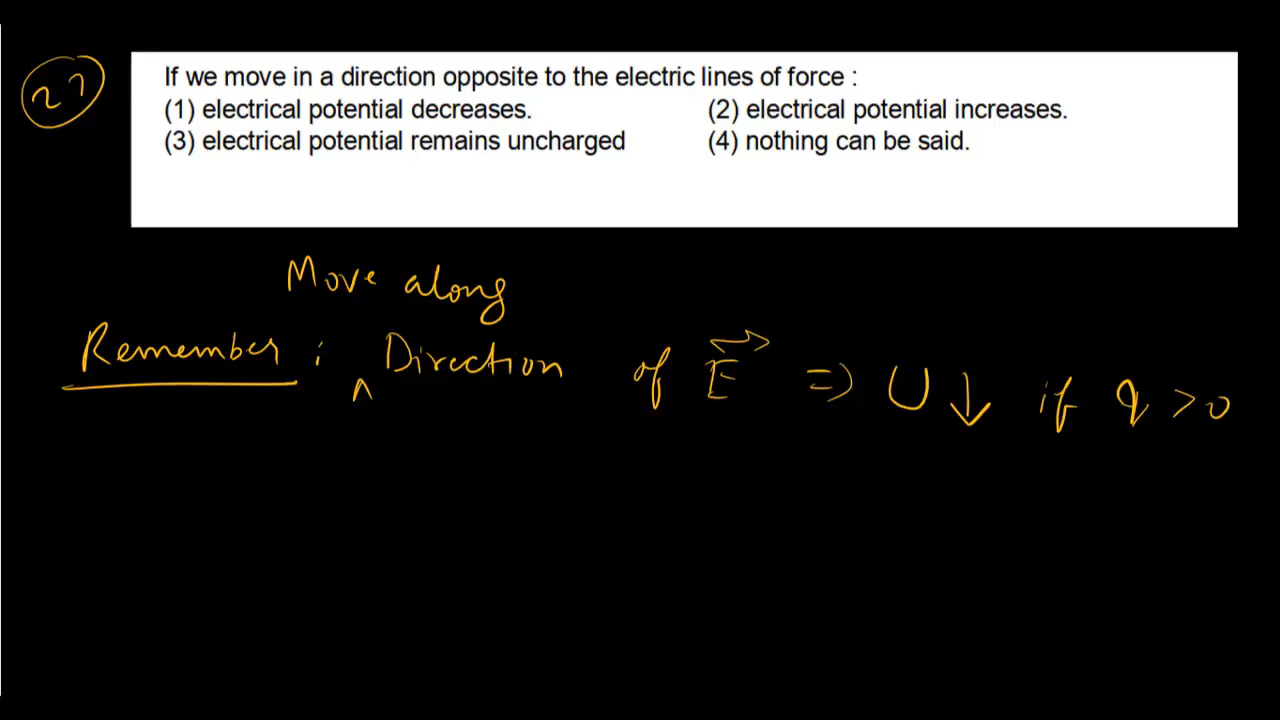 27
If we move in a direction opposite to the electric lines of force :
(1) electrical potential decreases. (2) electrical potential increases.
(3) electrical potential remains uncharged (4) nothing can be said.
Move along
Remember : ^ Direction of E⃗ => U ↓ if q > 0